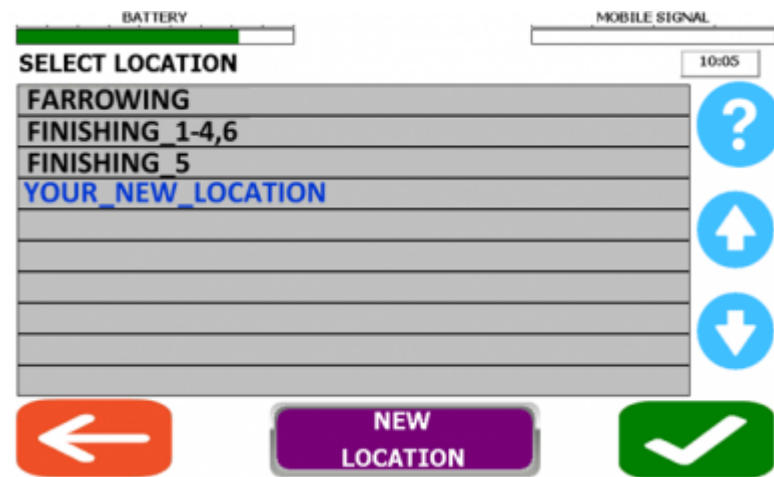 BATTERY
MOBILE SIGNAL
SELECT LOCATION
10:05
FARROWING
FINISHING_1-4,6
FINISHING_5
YOUR_NEW_LOCATION
?
NEW
LOCATION